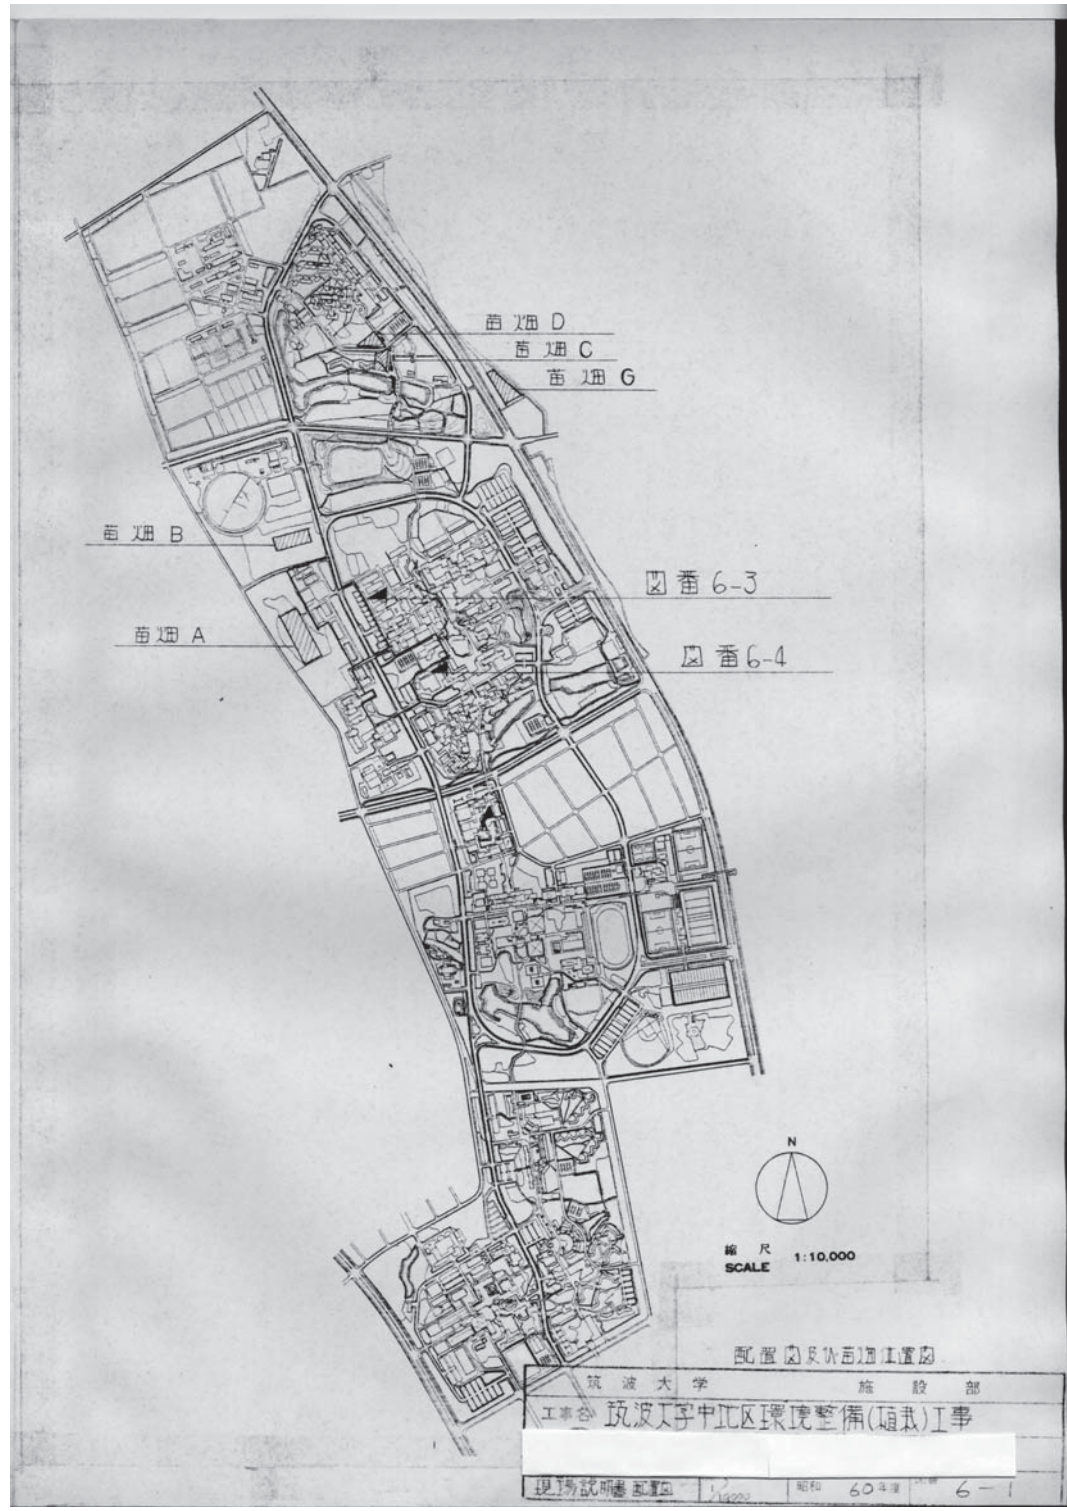 苗畑 D
苗畑 C
苗畑 G
苗畑 B
苗畑 A
図番 6-3
図番 6-4
N
縮尺
SCALE 1:10,000
配置図及び苗畑位置図
筑波大学 施設部
工事名 筑波大学中北区環境整備(植栽)工事
現場説明書 配置図 昭和 60年度 6-1